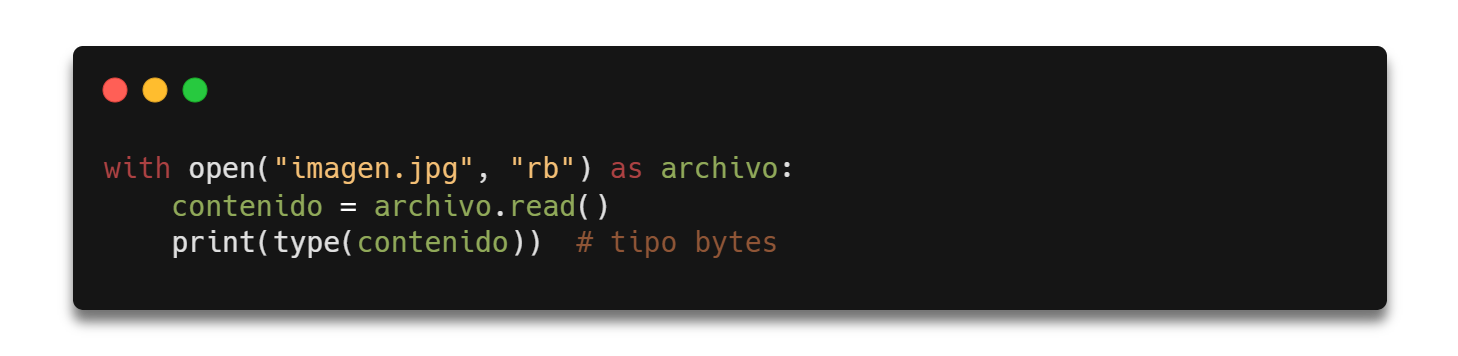 with open("imagen.jpg", "rb") as archivo:
    contenido = archivo.read()
    print(type(contenido))  # tipo bytes